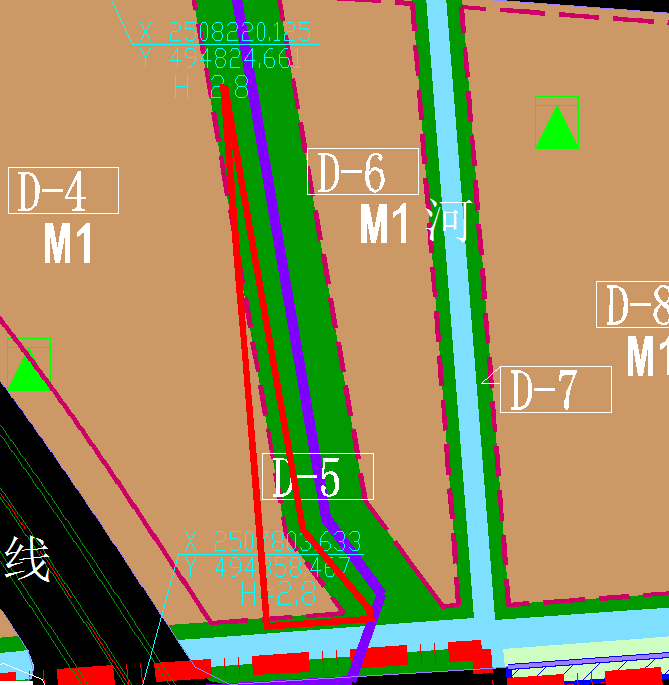 X 2508220.125
Y 494824.661
H 2.8
D-6
M1
河
D-4
M1
D-8
M1
D-7
D-5
X 2507803.633
Y 494858.467
H 2.8
线